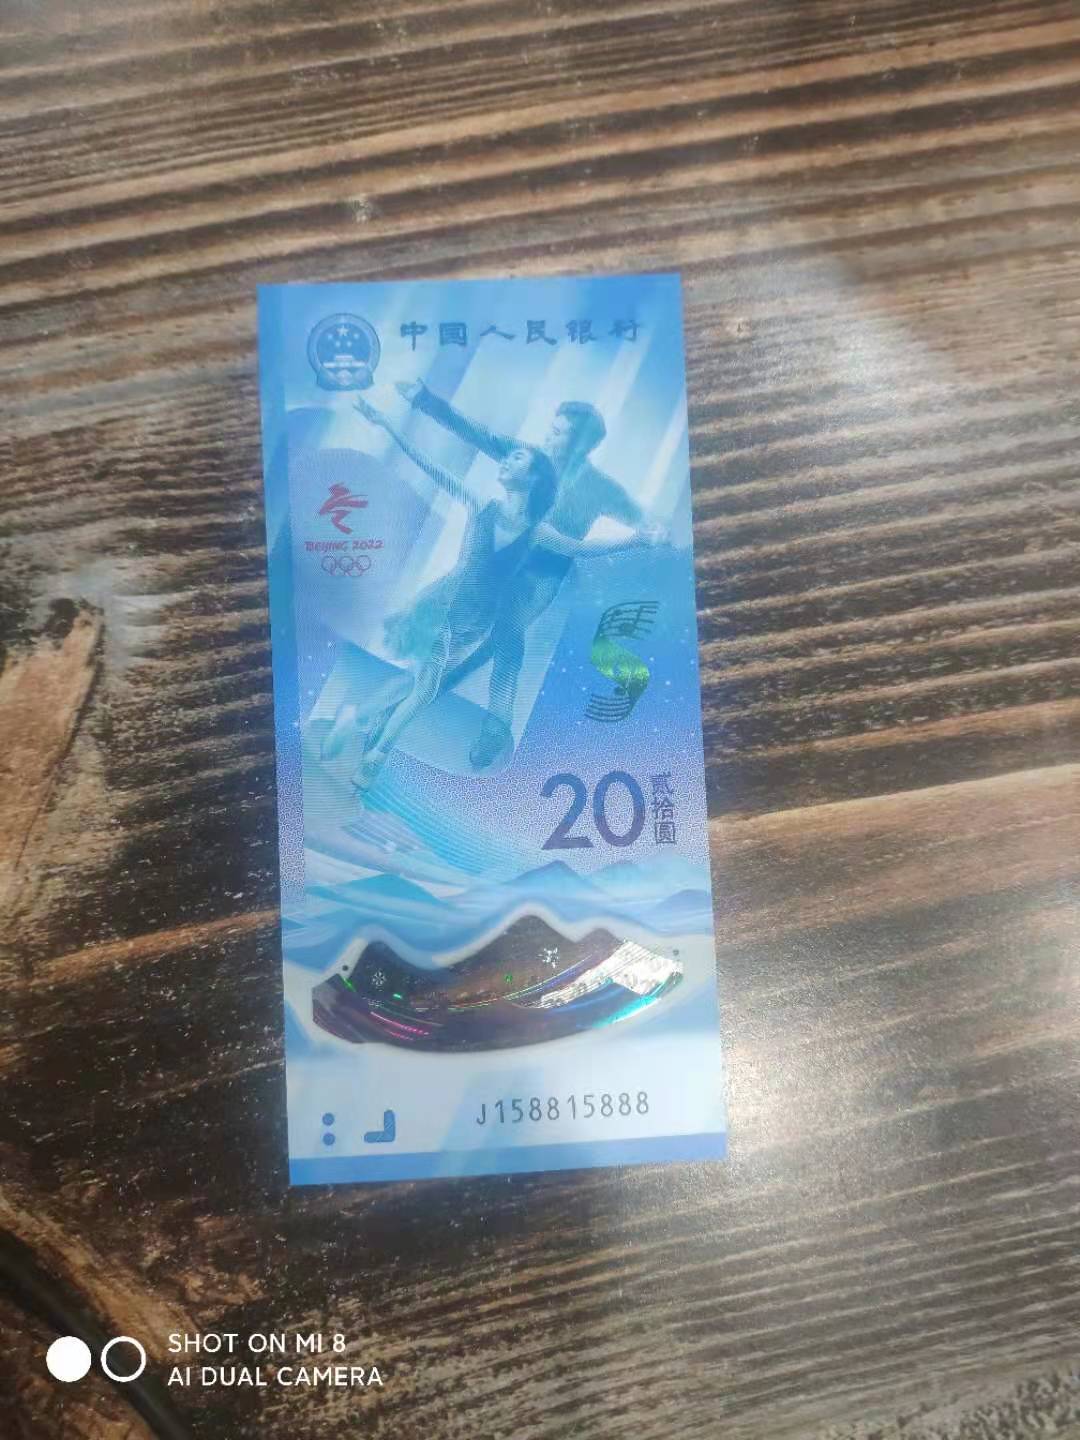 中国人民银行
BEIJING 2022
20
贰拾圆
J158815888
SHOT ON MI 8
AI DUAL CAMERA